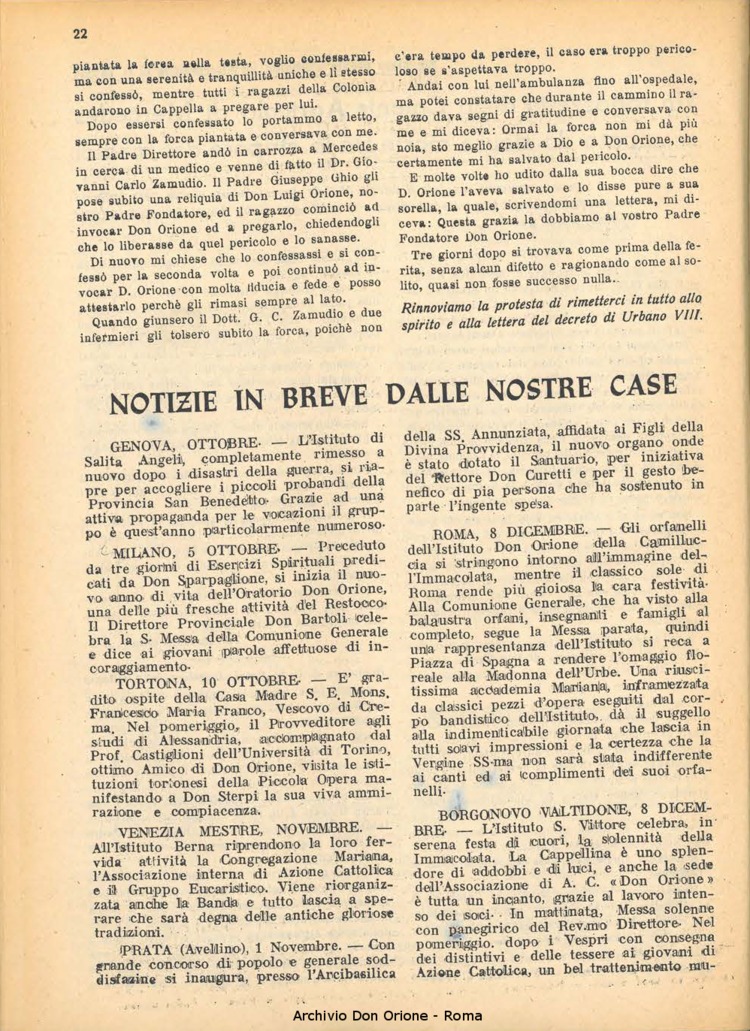 22
piantata la forca nella testa, voglio confessarmi,
ma con una serenità e tranquillità uniche e lì stesso
si confessò, mentre tutti i ragazzi della Colonia
andarono in Cappella a pregare per lui.
Dopo essersi confessato lo portammo a letto,
sempre con la forca piantata e conversava con me.
Il Padre Direttore andò in carrozza a Mercedes
in cerca di un medico e venne di fatto il Dr. Gio-
vanni Carlo Zamudio. Il Padre Giuseppe Ghio gli
pose subito una reliquia di Don Luigi Orione, no-
stro Padre Fondatore, ed il ragazzo cominciò ad
invocar Don Orione ed a pregarlo, chiedendogli
che lo liberasse da quel pericolo e lo sanasse.
Di nuovo mi chiese che lo confessassi e si con-
fessò per la seconda volta e poi continuò ad in-
vocar D. Orione con molta fiducia e fede e posso
attestarlo perchè gli rimasi sempre al lato.
Quando giunsero il Dott. G. C. Zamudio e due
infermieri gli tolsero subito la forca, poichè non
c'era tempo da perdere, il caso era troppo perico-
loso se s'aspettava troppo.
Andai con lui nell'ambulanza fino all'ospedale,
ma potei constatare che durante il cammino il ra-
gazzo dava segni di gratitudine e conversava con
me e mi diceva: Ormai la forca non mi dà più
noia, sto meglio grazie a Dio e a Don Orione, che
certamente mi ha salvato dal pericolo.
E molte volte ho udito dalla sua bocca dire che
D. Orione l'aveva salvato e lo disse pure a sua
sorella, la quale, scrivendomi una lettera, mi di-
ceva: Questa grazia la dobbiamo al vostro Padre
Fondatore Don Orione.
Tre giorni dopo si trovava come prima della fe-
rita, senza alcun difetto e ragionando come al so-
lito, quasi non fosse successo nulla..
Rinnoviamo la protesta di rimetterci in tutto allo
spirito e alla lettera del decreto di Urbano VIII.
NOTIZIE IN BREVE DALLE NOSTRE CASE
GENOVA, OTTOBRE. — L'Istituto di
Salita Angeli, completamente rimesso a
nuovo dopo i disastri della guerra, si ria-
pre per accogliere i piccoli probandi della
Provincia San Benedetto. Grazie ad una
attiva propaganda per le vocazioni il grup-
po è quest'anno particolarmente numeroso.
MILANO, 5 OTTOBRE. — Preceduto
da tre giorni di Esercizi Spirituali predi-
cati da Don Sparpaglione, si inizia il nuo-
vo anno di vita dell'Oratorio Don Orione,
una delle più fresche attività del Restocco.
Il Direttore Provinciale Don Bartoli cele-
bra la S. Messa della Comunione Generale
e dice ai giovani parole affettuose di in-
coraggiamento.
TORTONA, 10 OTTOBRE. — E' gra-
dito ospite della Casa Madre S. E. Mons.
Francesco Maria Franco, Vescovo di Cre-
ma. Nel pomeriggio, il Provveditore agli
studi di Alessandria, accompagnato dal
Prof. Castiglioni dell'Università di Torino,
ottimo Amico di Don Orione, visita le isti-
tuzioni tortonesi della Piccola Opera ma-
nifestando a Don Sterpi la sua viva ammi-
razione e compiacenza.
VENEZIA MESTRE, NOVEMBRE. —
All'Istituto Berna riprendono la loro fer-
vida attività la Congregazione Mariana,
l'Associazione interna di Azione Cattolica
e il Gruppo Eucaristico. Viene riorganiz-
zata anche la Banda e tutto lascia a spe-
rare che sarà degna delle antiche gloriose
tradizioni.
PRATA (Avellino), 1 Novembre. — Con
grande concorso di popolo e generale sod-
disfazine si inaugura, presso l'Arcibasilica
della SS. Annunziata, affidata ai Figli della
Divina Provvidenza, il nuovo organo onde
è stato dotato il Santuario, per iniziativa
del Rettore Don Curetti e per il gesto be-
nefico di pia persona che ha sostenuto in
parte l'ingente spesa.
ROMA, 8 DICEMBRE. — Gli orfanelli
dell'Istituto Don Orione della Camilluc-
cia si stringono intorno all'immagine del-
l'Immacolata, mentre il classico sole di
Roma rende più gioiosa la cara festività.
Alla Comunione Generale, che ha visto alla
balaustra orfani, insegnanti e famigli al
completo, segue la Messa parata, quindi
una rappresentanza dell'Istituto si reca a
Piazza di Spagna a rendere l'omaggio flo-
reale alla Madonna dell'Urbe. Una riusci-
tissima accademia Mariana, inframezzata
da classici pezzi d'opera eseguiti dal cor-
po bandistico dell'Istituto, dà il suggello
alla indimenticabile giornata che lascia in
tutti soavi impressioni e la certezza che la
Vergine SS-ma non sarà stata indifferente
ai canti ed ai complimenti dei suoi orfa-
nelli.
BORGONOVO VALTIDONE, 8 DICEM-
BRE. — L'Istituto S. Vittore celebra, in
serena festa di cuori, la solennità della
Immacolata. La Cappellina è uno splen-
dore di addobbi e di luci, e anche la sede
dell'Associazione di A. C. «Don Orione»
è tutta un incanto, grazie al lavoro inten-
so dei soci. In mattinata, Messa solenne
con panegirico del Rev.mo Direttore. Nel
pomeriggio, dopo i Vespri con consegna
dei distintivi e delle tessere ai giovani di
Azione Cattolica, un bel trattenimento mu-
Archivio Don Orione - Roma